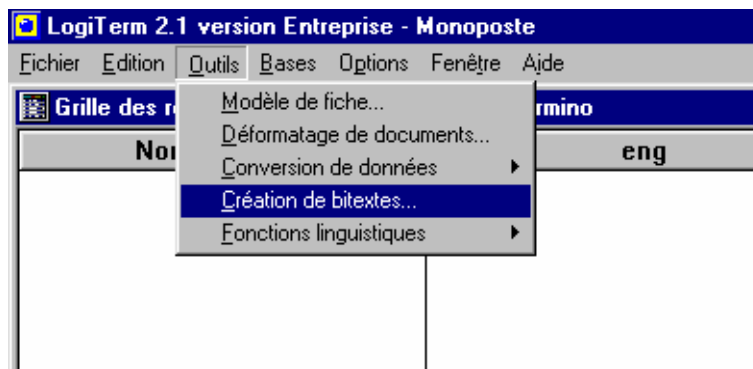 LogiTerm 2.1 version Entreprise - Monoposte
Fichier Edition Outils Bases Options Fenêtre Aide
Grille des r rmino
Modèle de fiche...
Déformatage de documents...
No eng
Conversion de données
Création de bitextes...
Fonctions linguistiques